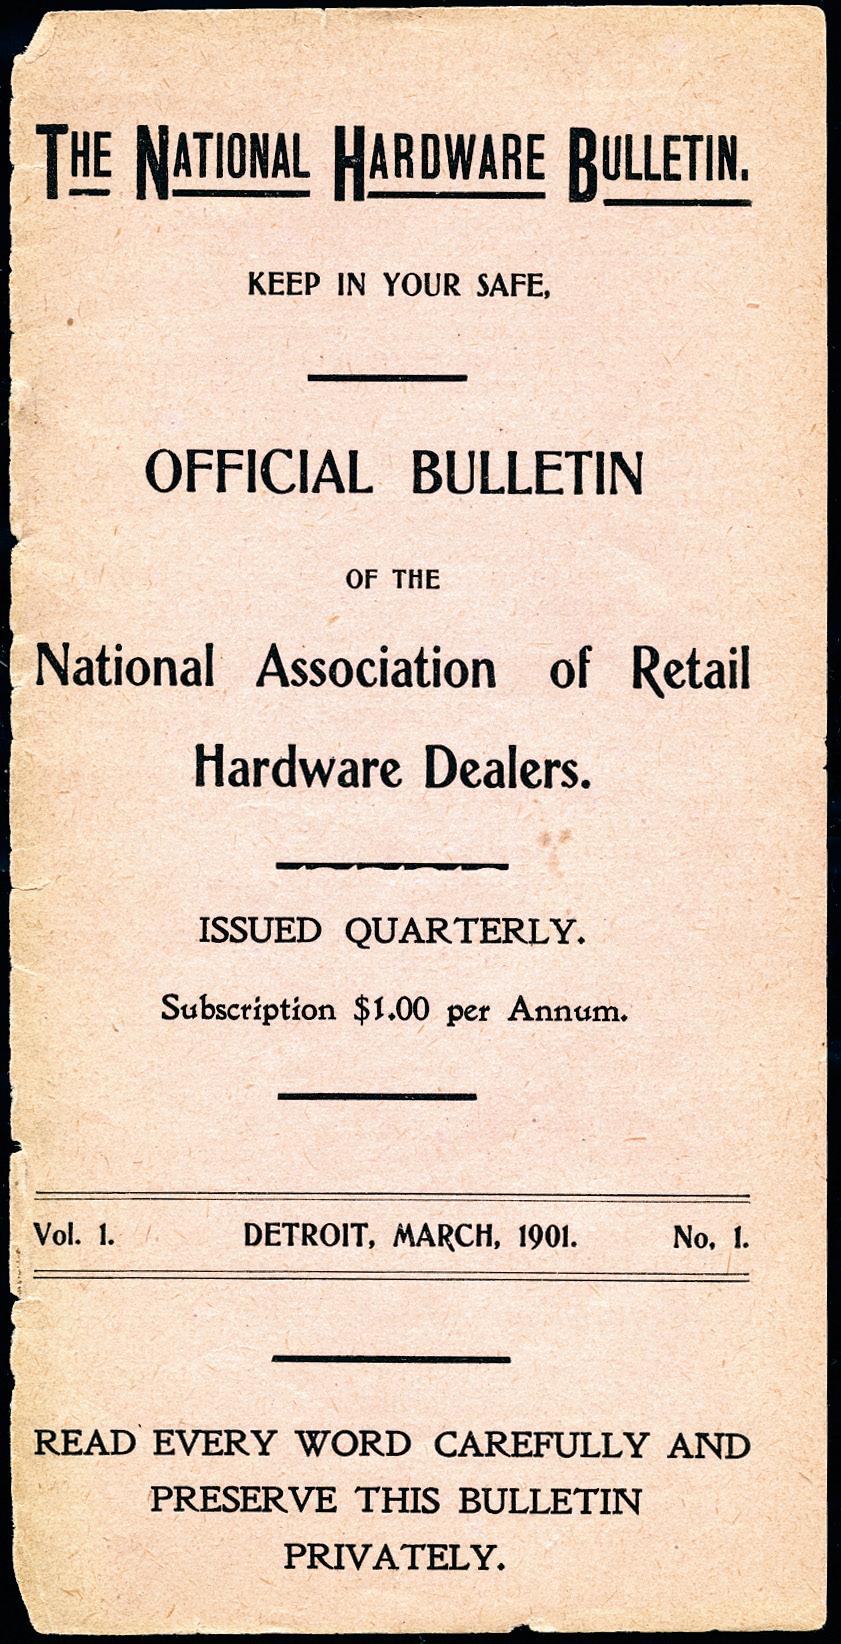 THE NATIONAL HARDWARE BULLETIN.
KEEP IN YOUR SAFE,
OFFICIAL BULLETIN
OF THE
National Association of Retail
Hardware Dealers.
ISSUED QUARTERLY.
Subscription $1.00 per Annum.
Vol. 1. DETROIT, MARCH, 1901. No. 1.
READ EVERY WORD CAREFULLY AND
PRESERVE THIS BULLETIN
PRIVATELY.